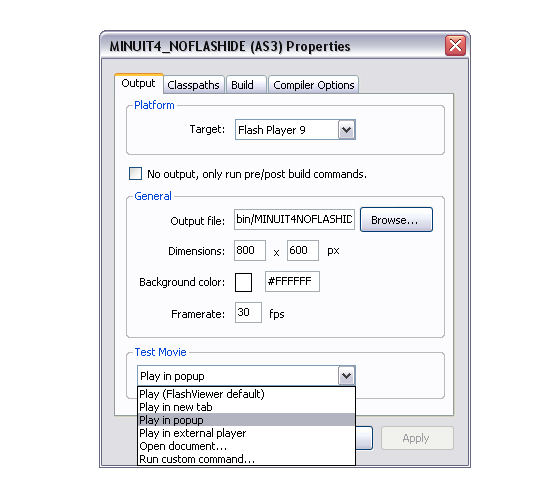 MINUIT4_NOFLASHIDE (AS3) Properties
Output Classpaths Build Compiler Options
Platform
Target: Flash Player 9
No output, only run pre/post build commands.
General
Output file: bin/MINUIT4NOFLASHID Browse...
Dimensions: 800 x 600 px
Background color: #FFFFFF
Framerate: 30 fps
Test Movie
Play in popup
Play (FlashViewer default)
Play in new tab
Play in popup
Play in external player
Open document...
Run custom command...
Apply